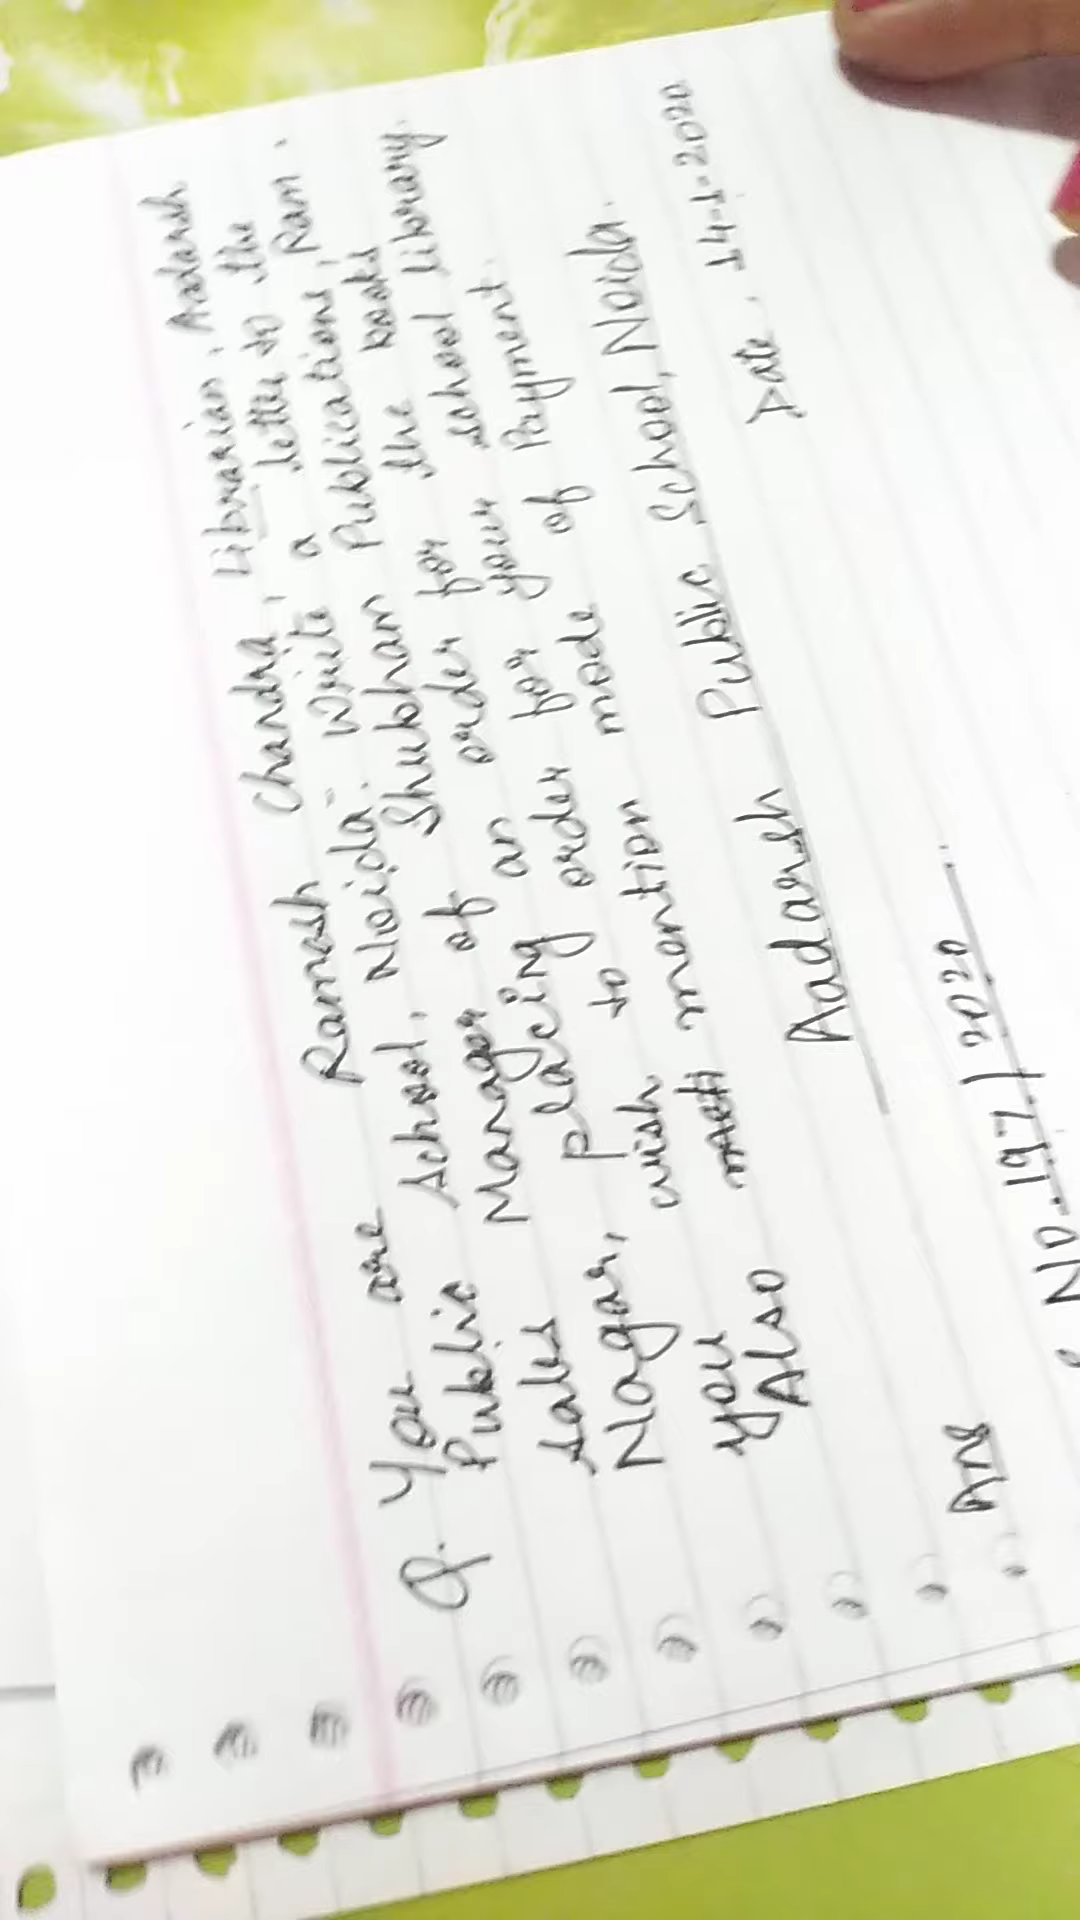 Q. You are Ramesh Chandra, Librarian, Aadarsh
Public School, Noida. Write a letter to the
Sales Manager of Shubham Publications, Ram
Nagar, placing an order for the books
you wish to order for your school library.
Also mention mode of Payment.
Ans Aadarsh Public School, Noida.
No. 197/2020 Date, 14-1-2020